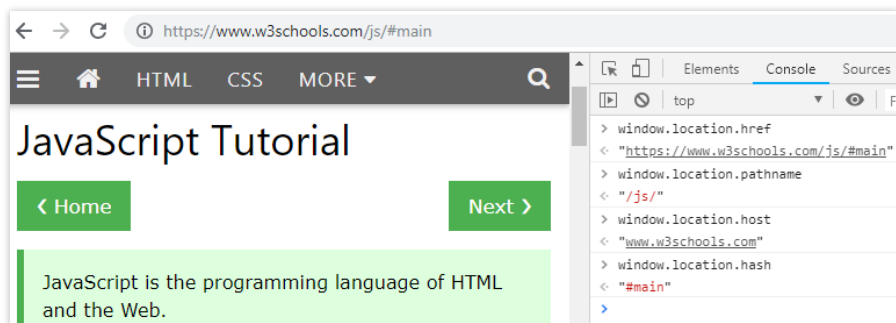 https://www.w3schools.com/js/#main
HTML CSS MORE
JavaScript Tutorial
❮ Home
Next ❯
JavaScript is the programming language of HTML
and the Web.
Elements Console Sources
top
> window.location.href
"https://www.w3schools.com/js/#main"
> window.location.pathname
"/js/"
> window.location.host
"www.w3schools.com"
> window.location.hash
"#main"
>